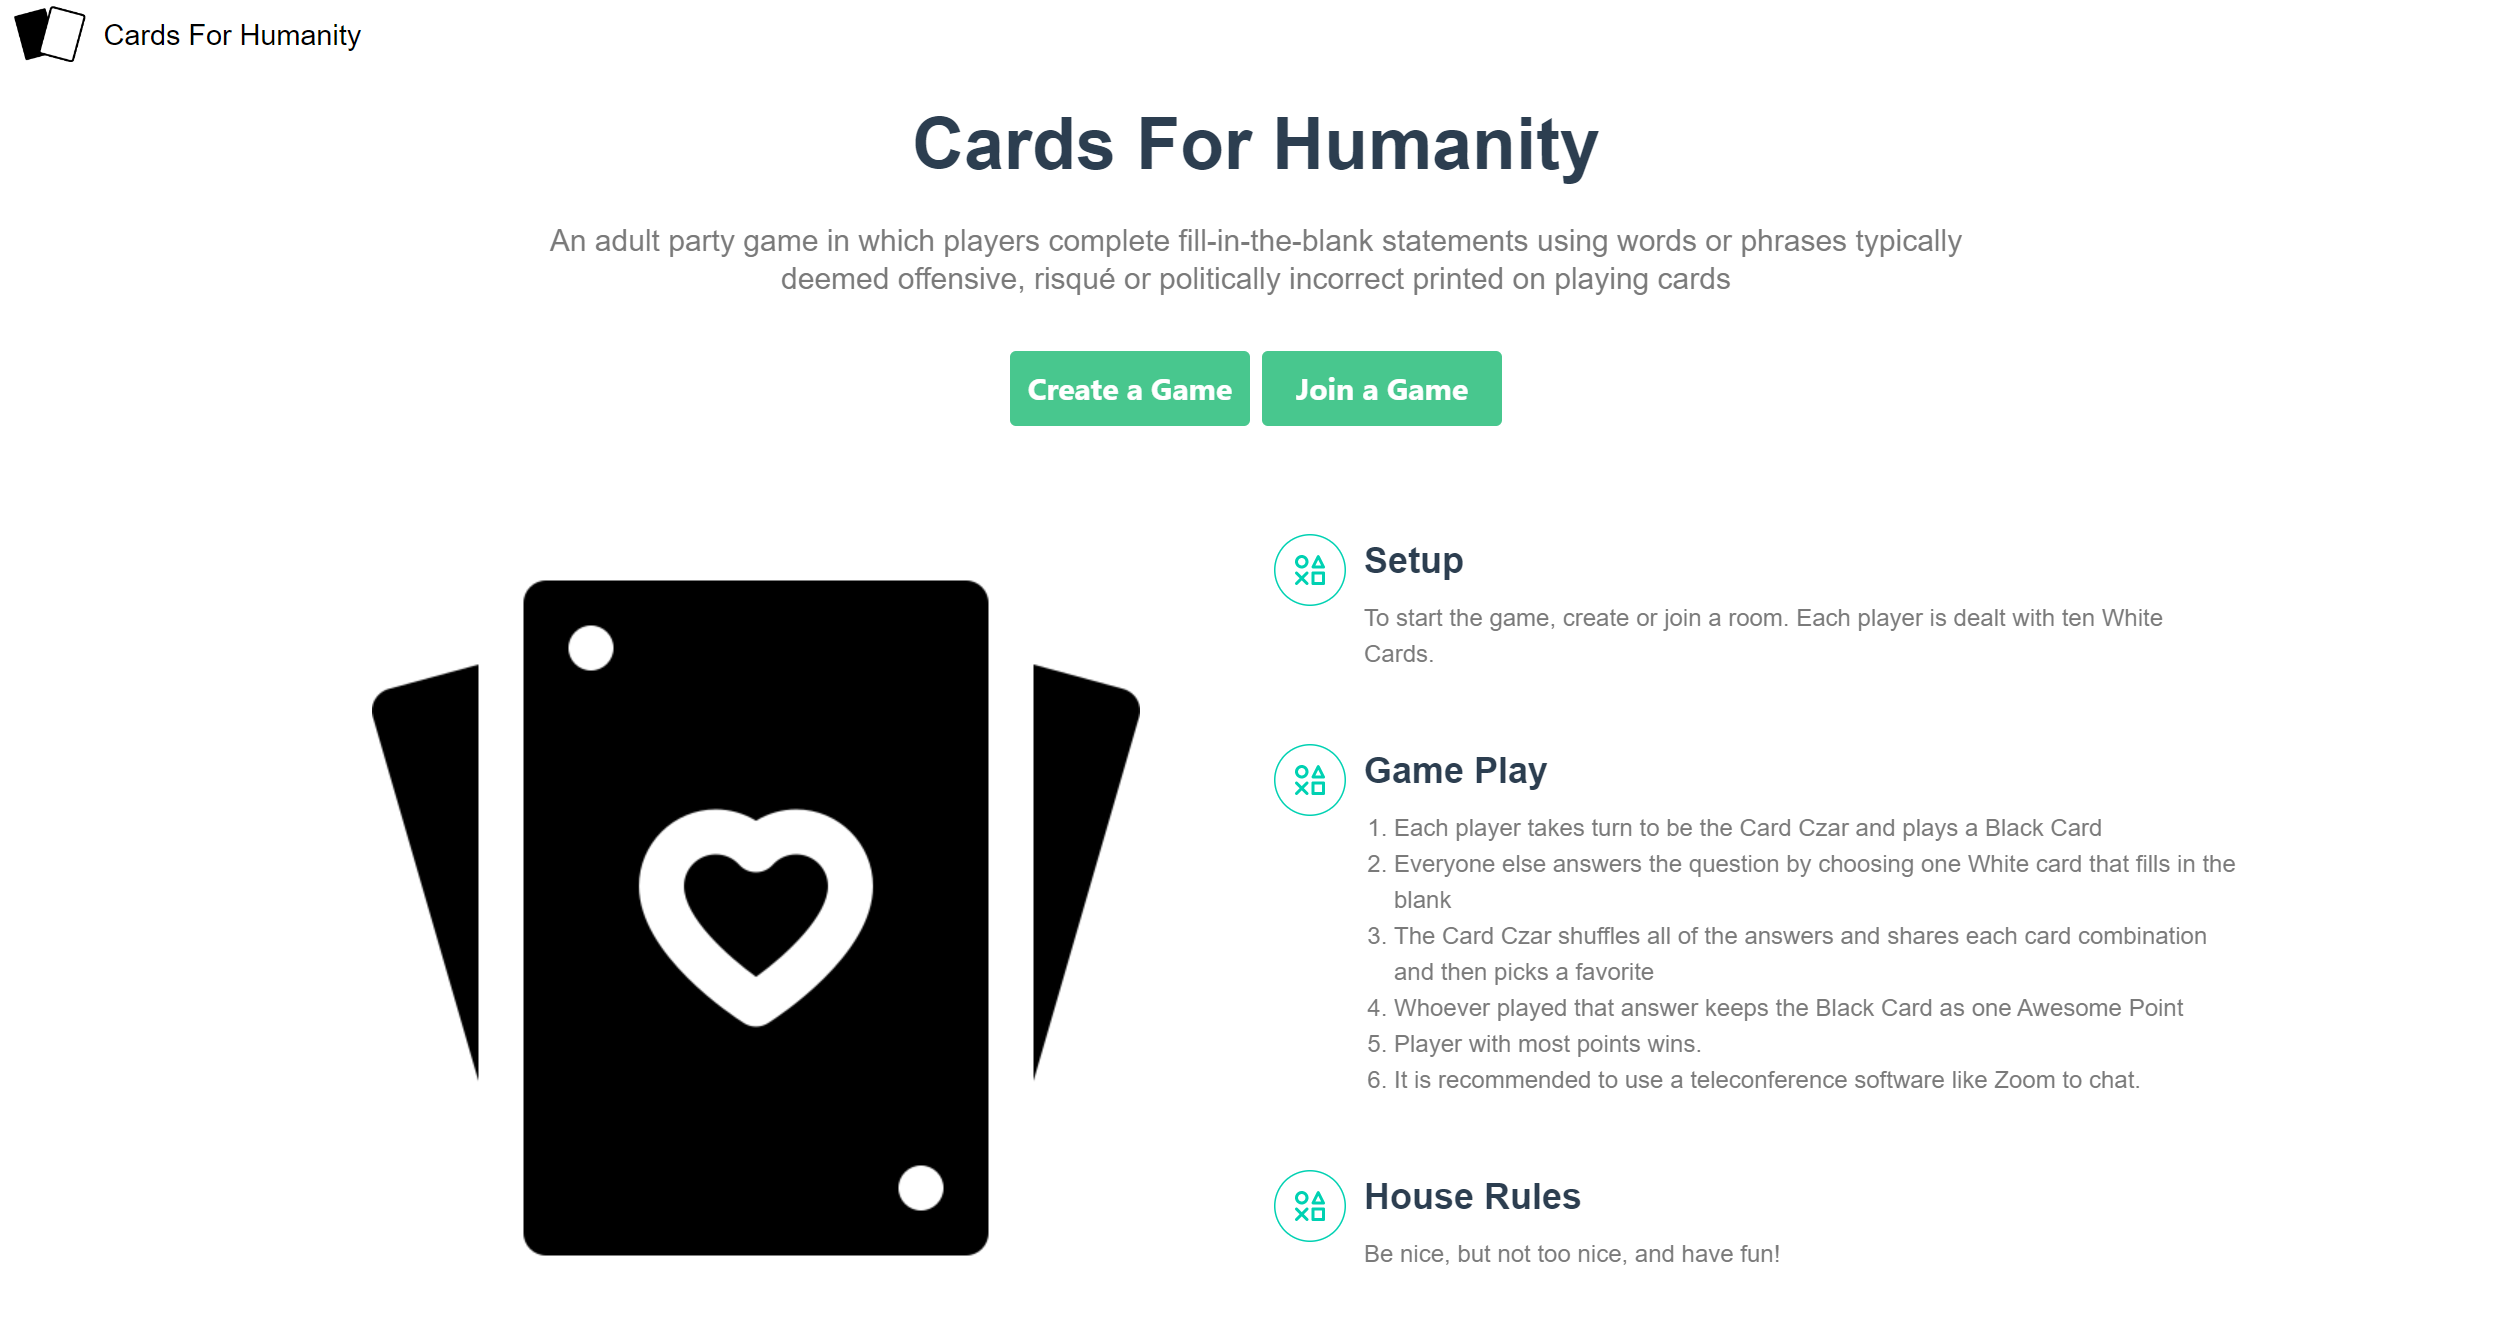 Cards For Humanity
Cards For Humanity
An adult party game in which players complete fill-in-the-blank statements using words or phrases typically
deemed offensive, risqué or politically incorrect printed on playing cards
Create a Game
Join a Game
Setup
To start the game, create or join a room. Each player is dealt with ten White
Cards.
Game Play
1. Each player takes turn to be the Card Czar and plays a Black Card
2. Everyone else answers the question by choosing one White card that fills in the
blank
3. The Card Czar shuffles all of the answers and shares each card combination
and then picks a favorite
4. Whoever played that answer keeps the Black Card as one Awesome Point
5. Player with most points wins.
6. It is recommended to use a teleconference software like Zoom to chat.
House Rules
Be nice, but not too nice, and have fun!